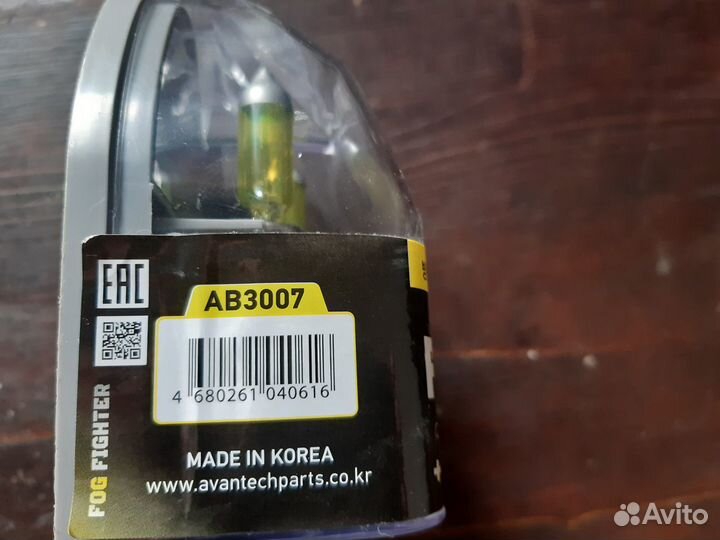 EAC
AB3007
4 680261 040616
FOG FIGHTER
MADE IN KOREA
www.avantechparts.co.kr
Avito